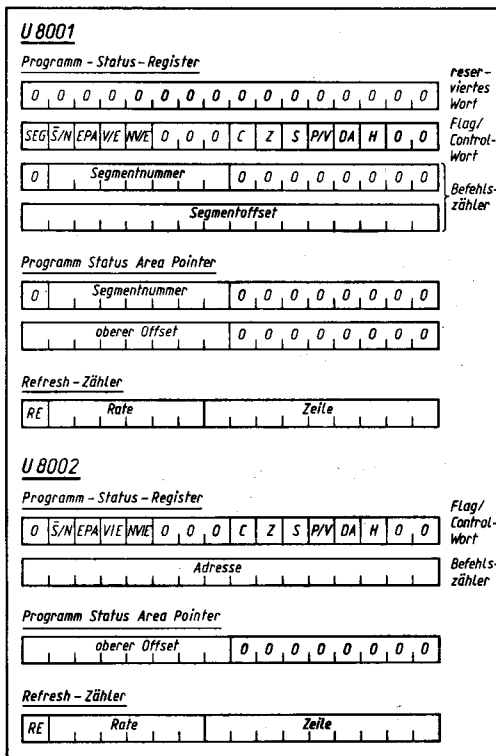 U 8001
Programm-Status-Register
0 0 0 0 0 0 0 0 0 0 0 0 0 0 0 0
reser-
viertes
Wort
SEG S̄/N EPA V/E NV/E 0 0 0 C Z S P/V DA H 0 0
Flag/
Control-
Wort
0 Segmentnummer 0 0 0 0 0 0 0 0
Segmentoffset
Befehls-
zähler
Programm Status Area Pointer
0 Segmentnummer 0 0 0 0 0 0 0 0
oberer Offset 0 0 0 0 0 0 0 0
Refresh-Zähler
RE Rate Zeile
U 8002
Programm-Status-Register
0 S̄/N EPA VIE NVIE 0 0 0 C Z S P/V DA H 0 0
Flag/
Control-
Wort
Adresse
Befehls-
zähler
Programm Status Area Pointer
oberer Offset 0 0 0 0 0 0 0 0
Refresh-Zähler
RE Rate Zeile